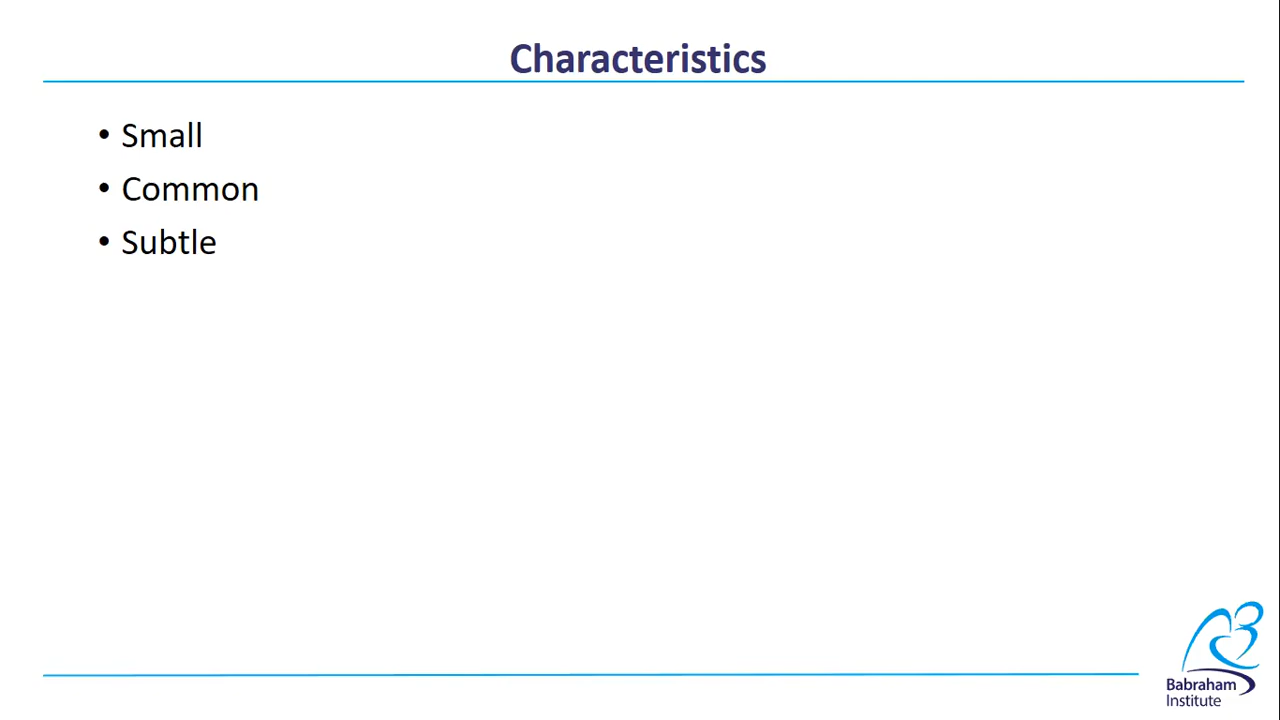 Characteristics
• Small
• Common
• Subtle
Babraham
Institute